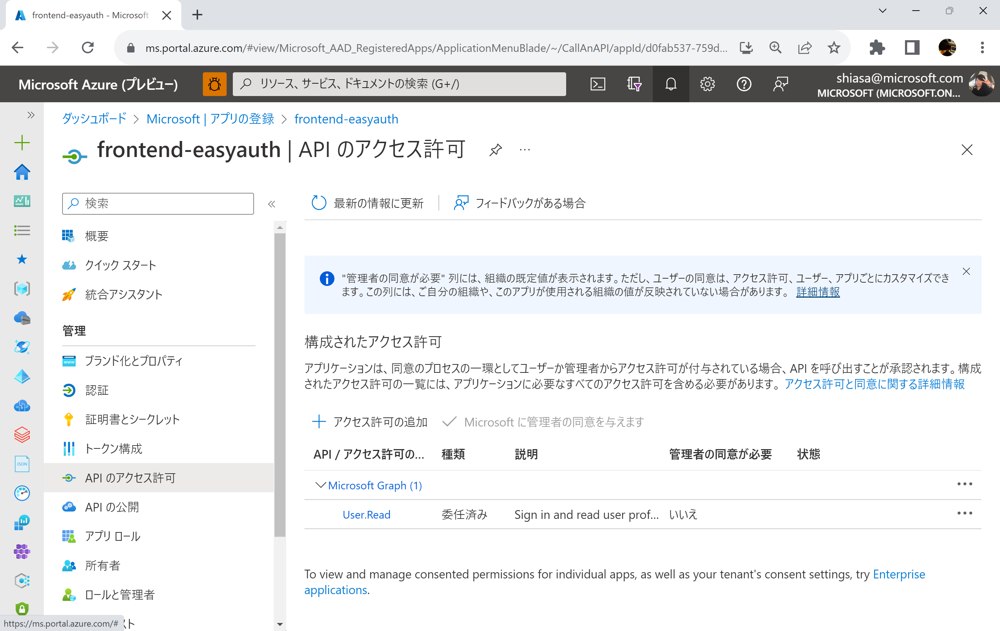 frontend-easyauth - Microsoft
ms.portal.azure.com/#view/Microsoft_AAD_RegisteredApps/ApplicationMenuBlade/~/CallAnAPI/appId/d0fab537-759d...
Microsoft Azure (プレビュー)
リソース、サービス、ドキュメントの検索 (G+/)
shiasa@microsoft.com
MICROSOFT (MICROSOFT.ON...
ダッシュボード > Microsoft | アプリの登録 > frontend-easyauth
frontend-easyauth | API のアクセス許可
検索
概要
クイック スタート
統合アシスタント
管理
ブランド化とプロパティ
www
認証
証明書とシークレット
トークン構成
JSON
API のアクセス許可
API の公開
アプリ ロール
所有者
ロールと管理者
https://ms.portal.azure.com/#
スト
最新の情報に更新
フィードバックがある場合
"管理者の同意が必要" 列には、組織の既定値が表示されます。ただし、ユーザーの同意は、アクセス許可、ユーザー、アプリごとにカスタマイズでき
ます。この列には、ご自分の組織や、このアプリが使用される組織の値が反映されていない場合があります。 詳細情報
構成されたアクセス許可
アプリケーションは、同意のプロセスの一環としてユーザーか管理者からアクセス許可が付与されている場合、API を呼び出すことが承認されます。構成
されたアクセス許可の一覧には、アプリケーションに必要なすべてのアクセス許可を含める必要があります。 アクセス許可と同意に関する詳細情報
アクセス許可の追加
Microsoft に管理者の同意を与えます
API / アクセス許可の... 種類 説明 管理者の同意が必要 状態
Microsoft Graph (1)
User.Read 委任済み Sign in and read user prof... いいえ
To view and manage consented permissions for individual apps, as well as your tenant's consent settings, try Enterprise
applications.